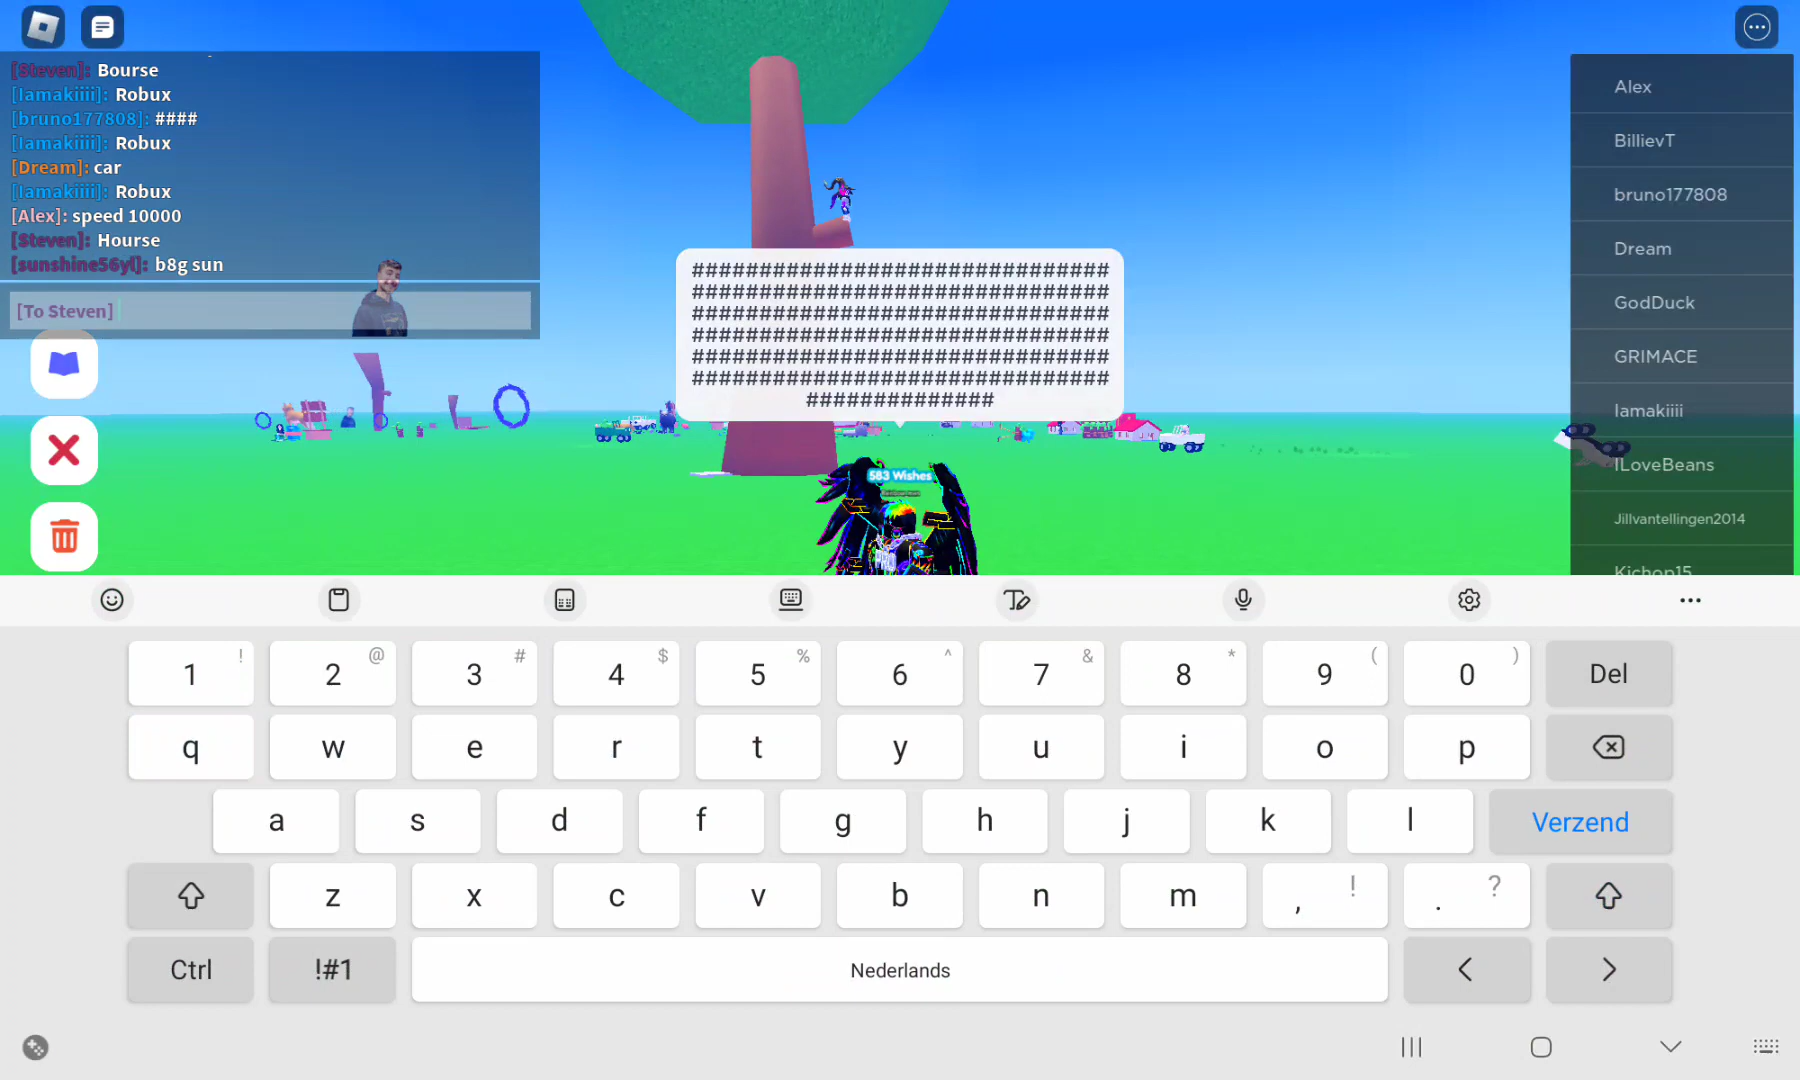 [Steven]: Bourse
[Iamakiiii]: Robux
[bruno177808]: ####
[Iamakiiii]: Robux
[Dream]: car
[Iamakiiii]: Robux
[Alex]: speed 10000
[Steven]: Hourse
[sunshine56yl]: b8g sun
[To Steven]
###############################
###############################
###############################
###############################
###############################
###############################
##############
583 Wishes
Alex
BillievT
bruno177808
Dream
GodDuck
GRIMACE
Iamakiiii
ILoveBeans
Jillvantellingen2014
Kichop15
1 ! 2 @ 3 # 4 $ 5 % 6 ^ 7 & 8 * 9 ( 0 ) Del
q w e r t y u i o p
a s d f g h j k l Verzend
z x c v b n m , ! . ?
Ctrl !#1 Nederlands < >